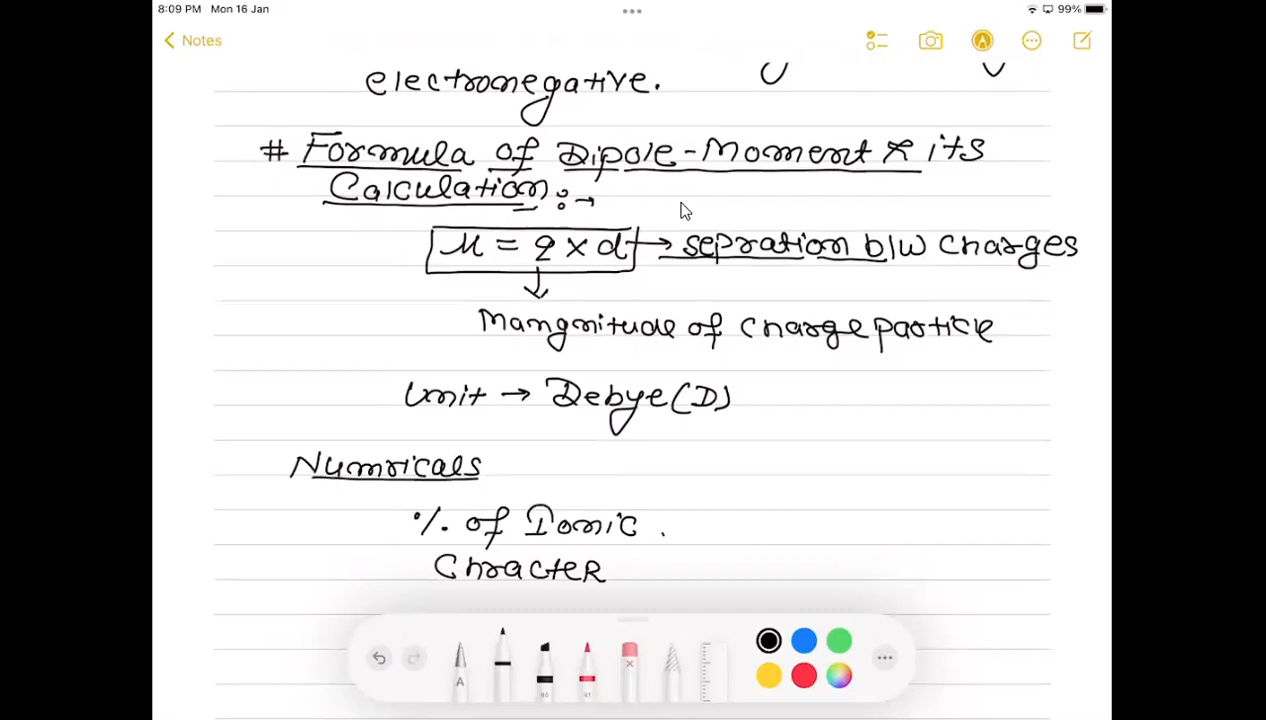 8:09 PM Mon 16 Jan
99%
Notes
electronegative.
# Formula of Dipole-Moment & its
Calculation :→
μ = q × d → sepration b/w charges
Mangnitude of charge particle
Unit → Debye(D)
Numricals
% of Ionic .
Chracter
A